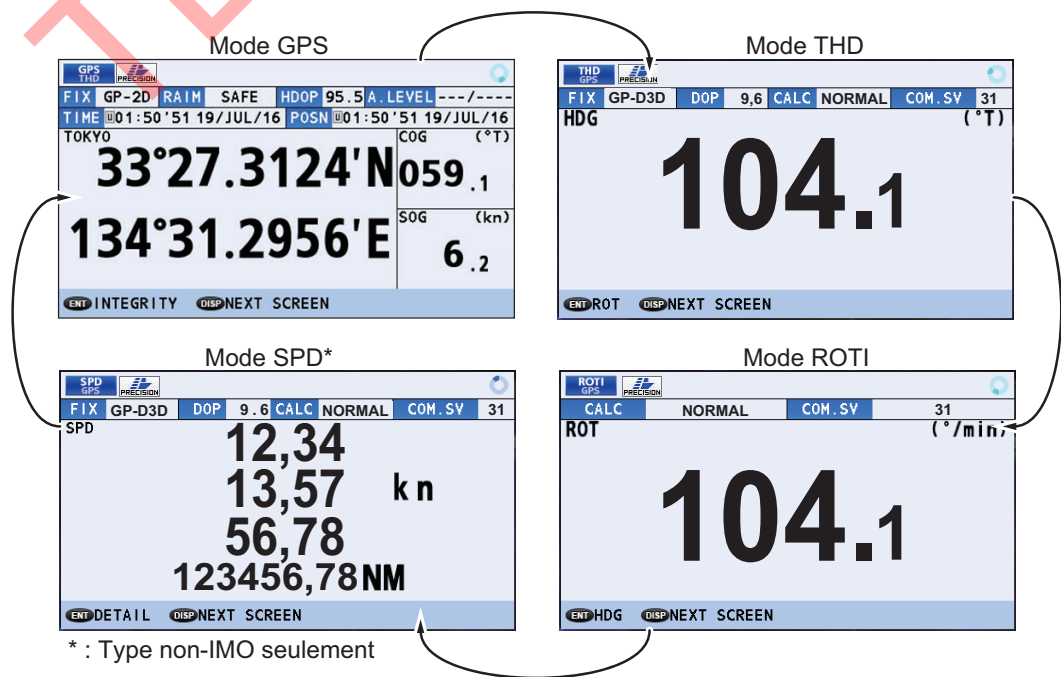 Mode GPS
GPS
THD
PRECISION
FIX GP-2D RAIM SAFE HDOP 95.5 A.LEVEL ---/----
TIME U01:50'51 19/JUL/16 POSN U01:50'51 19/JUL/16
TOKYO
33°27.3124'N
134°31.2956'E
COG (°T)
059.1
SOG (kn)
6.2
ENT INTEGRITY DISP NEXT SCREEN
Mode THD
THD
GPS
PRECISION
FIX GP-D3D DOP 9,6 CALC NORMAL COM.SV 31
HDG (°T)
104.1
ENT ROT DISP NEXT SCREEN
Mode SPD*
SPD
GPS
PRECISION
FIX GP-D3D DOP 9.6 CALC NORMAL COM.SV 31
SPD
12,34
13,57 kn
56,78
123456,78 NM
ENT DETAIL DISP NEXT SCREEN
Mode ROTI
ROTI
GPS
PRECISION
CALC NORMAL COM.SV 31
ROT (°/min)
104.1
ENT HDG DISP NEXT SCREEN
* : Type non-IMO seulement